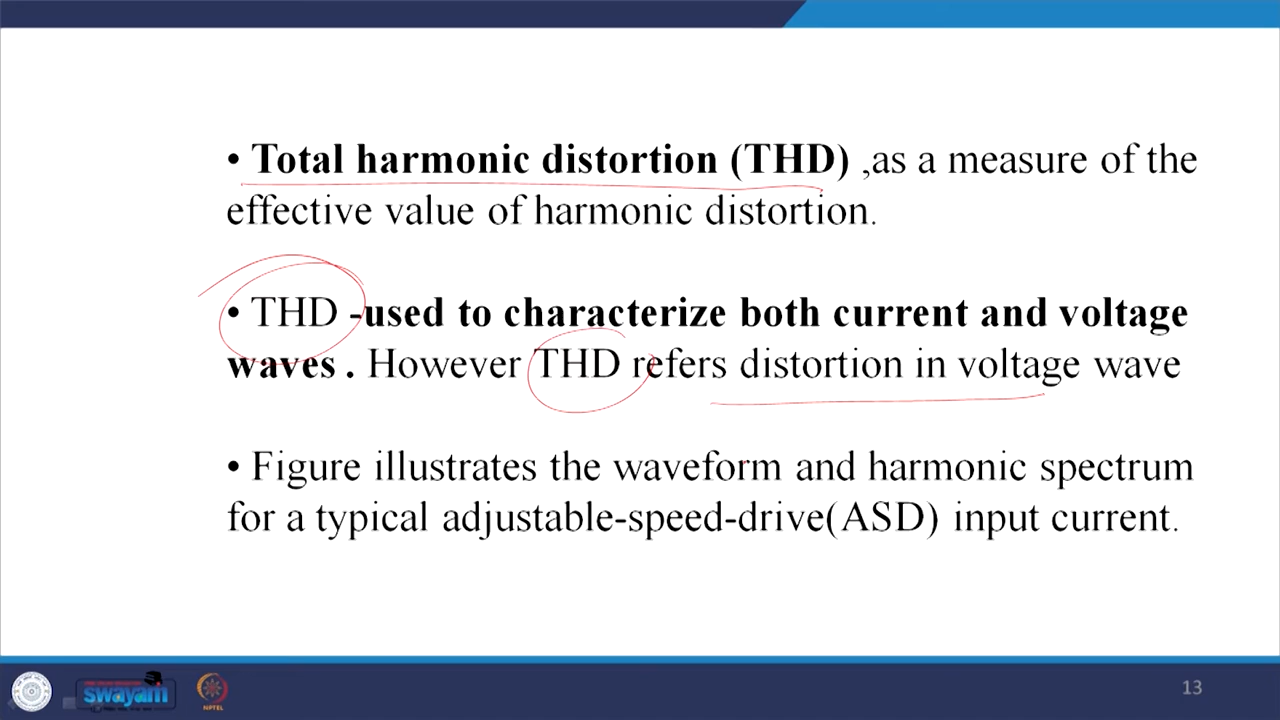 • Total harmonic distortion (THD) ,as a measure of the
effective value of harmonic distortion.
• THD -used to characterize both current and voltage
waves . However THD refers distortion in voltage wave
• Figure illustrates the waveform and harmonic spectrum
for a typical adjustable-speed-drive(ASD) input current.
swayam
NPTEL
13